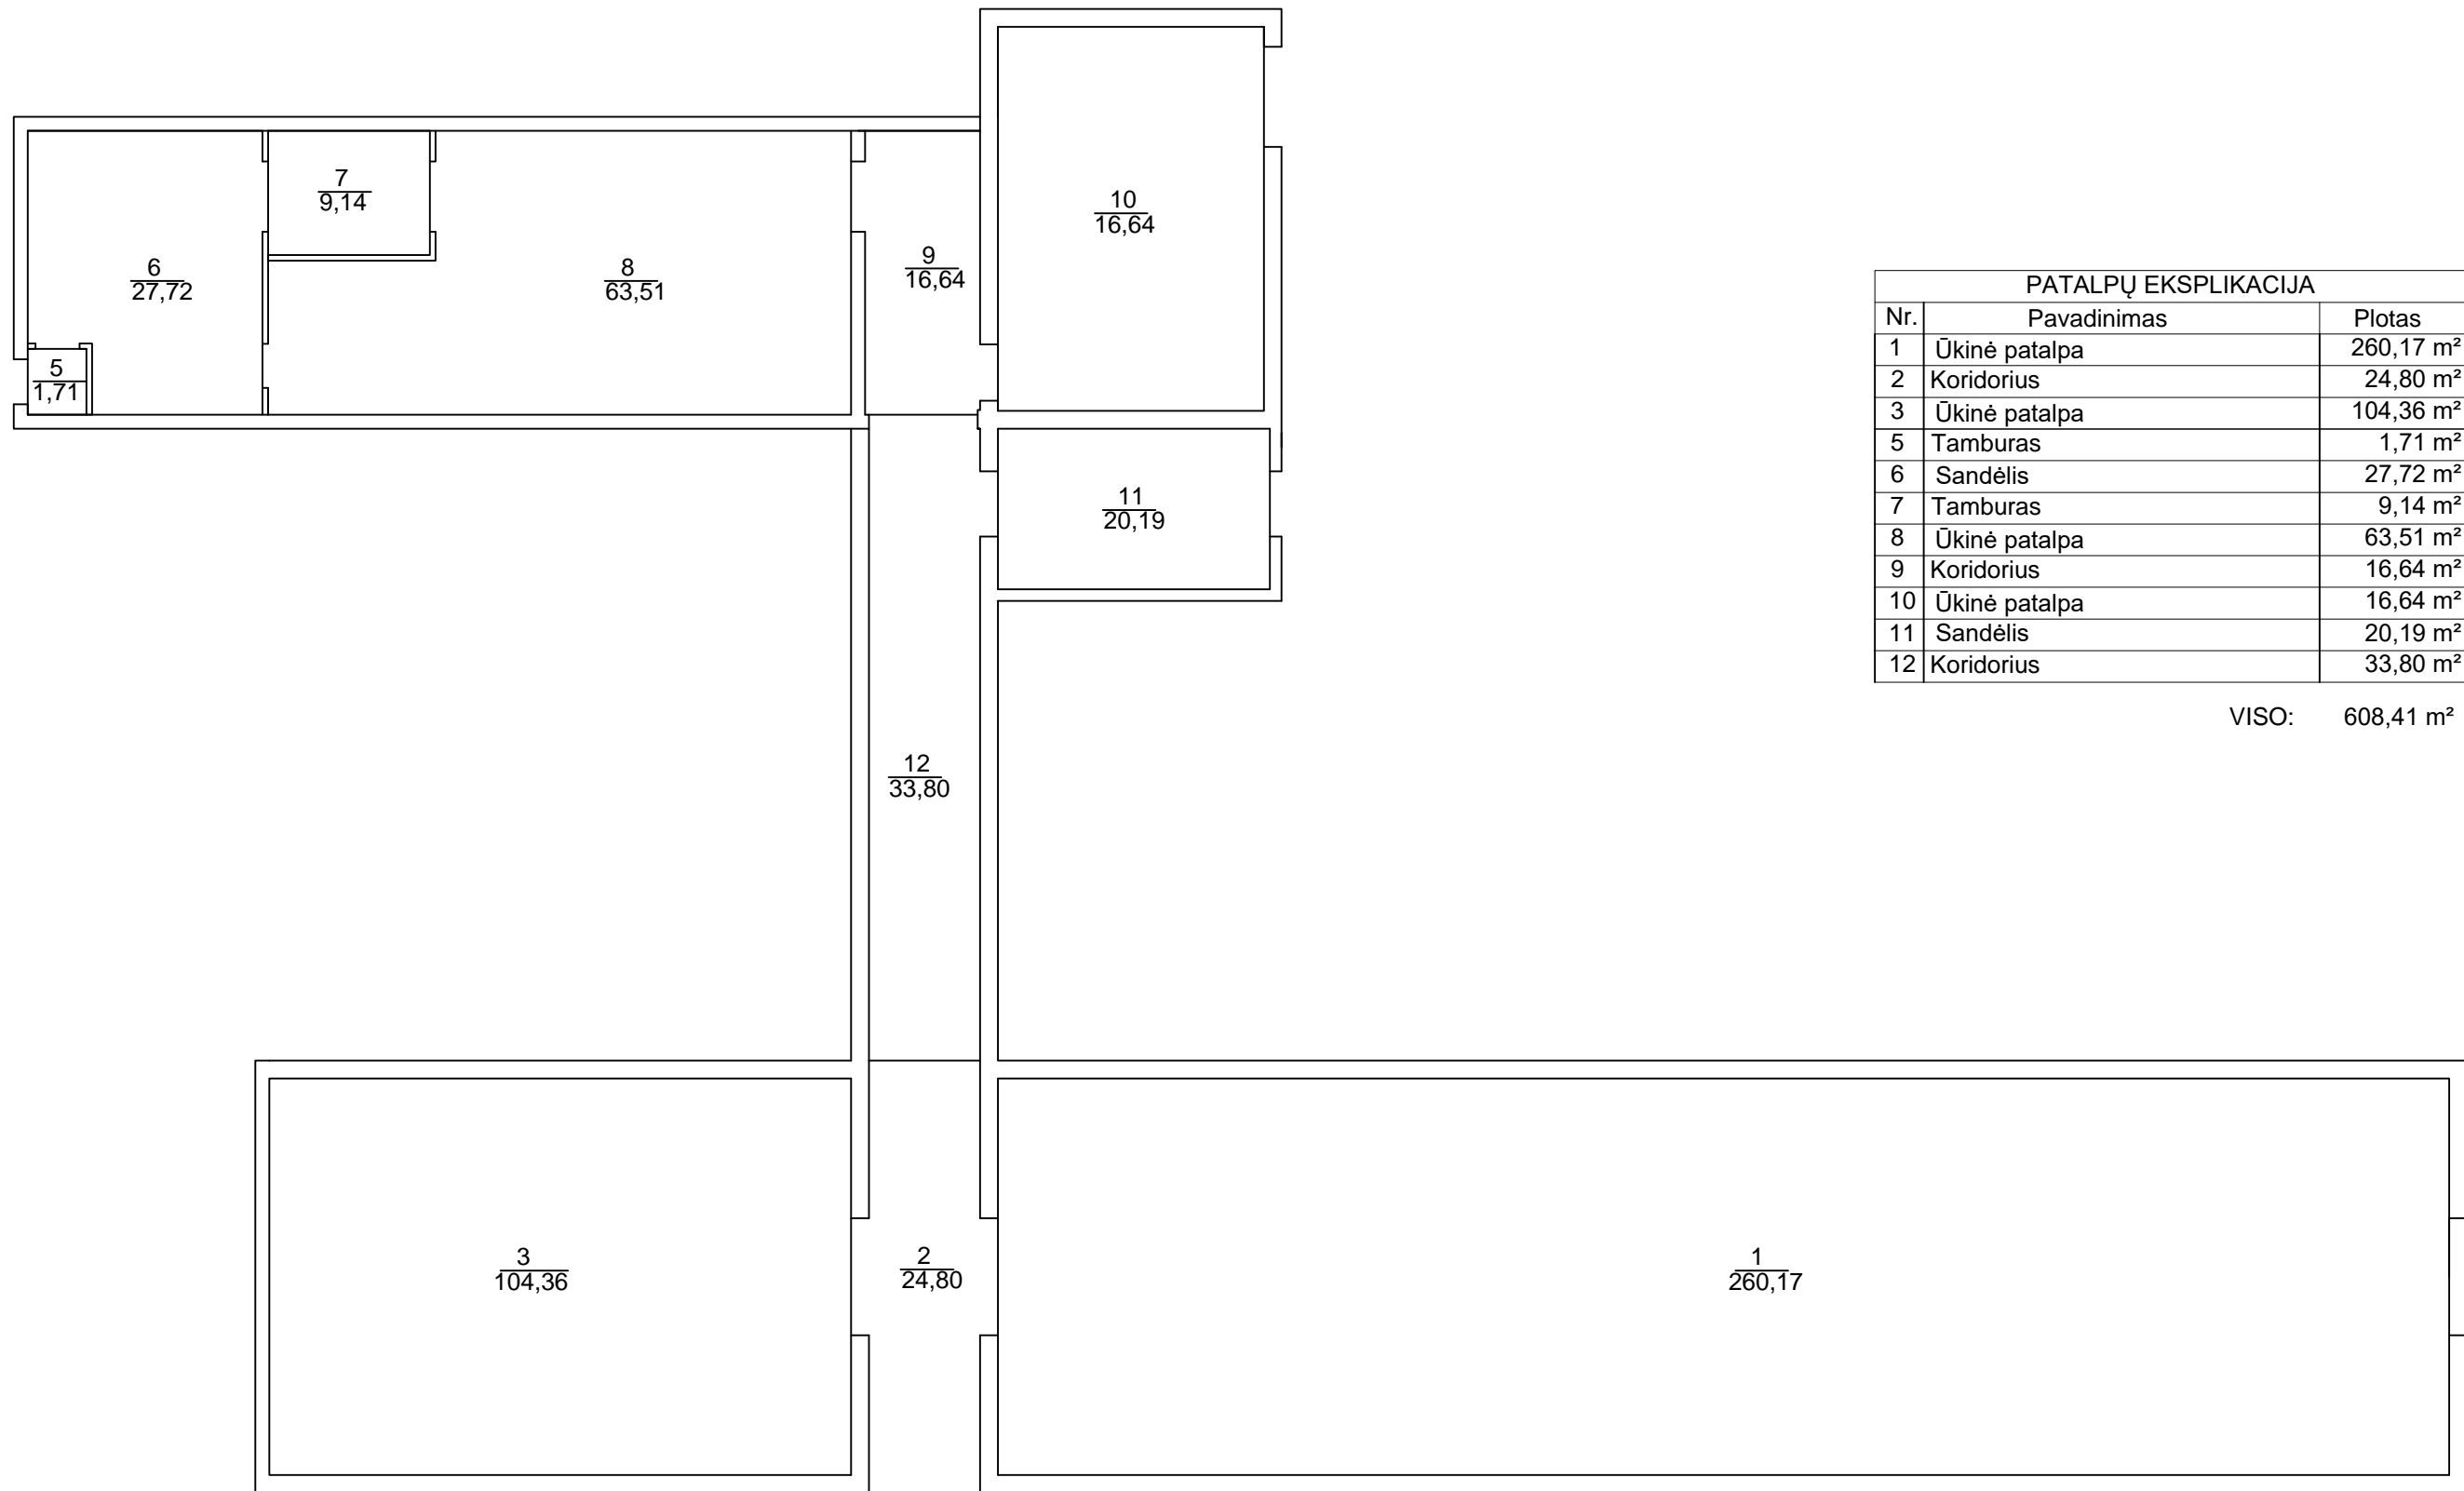 10
16,64
7
9,14
9
16,64
6
27,72
8
63,51
5
1,71
11
20,19
12
33,80
3
104,36
2
24,80
1
260,17
PATALPŲ EKSPLIKACIJA
Nr. Pavadinimas Plotas
1 Ūkinė patalpa 260,17 m²
2 Koridorius 24,80 m²
3 Ūkinė patalpa 104,36 m²
5 Tamburas 1,71 m²
6 Sandėlis 27,72 m²
7 Tamburas 9,14 m²
8 Ūkinė patalpa 63,51 m²
9 Koridorius 16,64 m²
10 Ūkinė patalpa 16,64 m²
11 Sandėlis 20,19 m²
12 Koridorius 33,80 m²
VISO: 608,41 m²